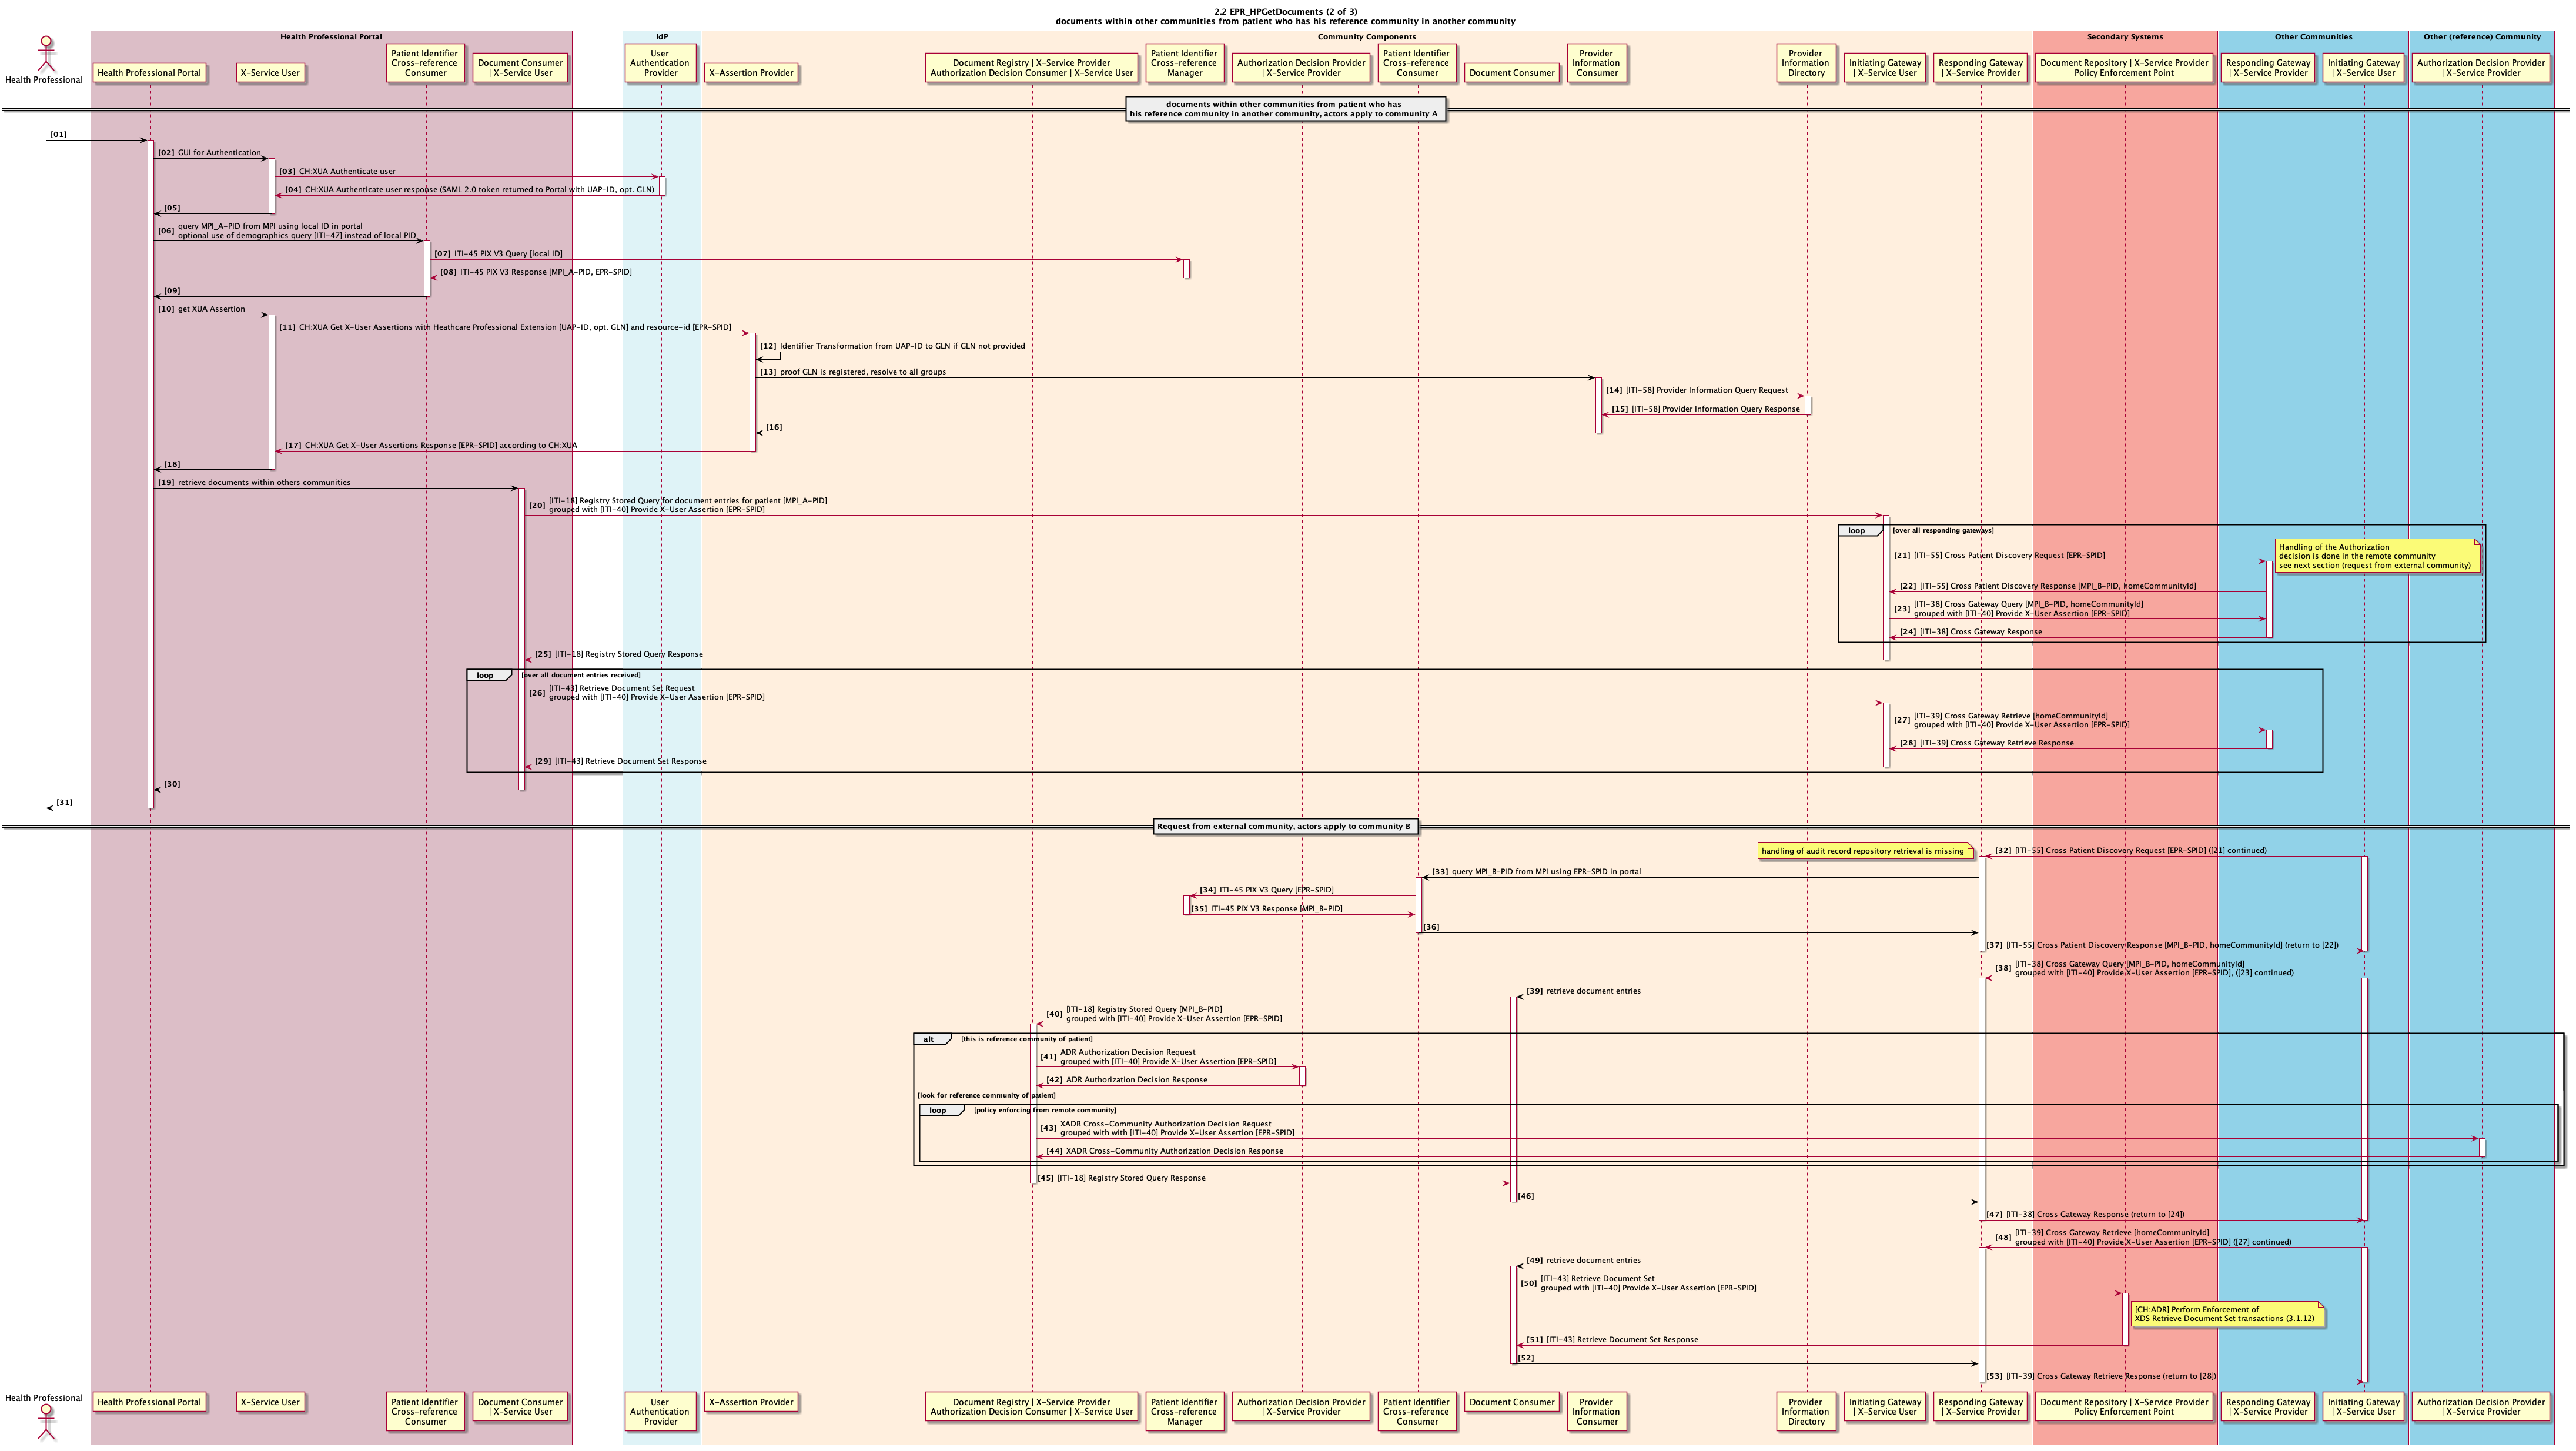 2.2 EPR_HPGetDocuments (2 of 3)
documents within other communities from patient who has his reference community in another community
Health Professional Portal
IdP
Community Components
Secondary Systems
Other Communities
Other (reference) Community
Health Professional
Health Professional Portal
X-Service User
Patient Identifier
Cross-reference
Consumer
Document Consumer
| X-Service User
User
Authentication
Provider
X-Assertion Provider
Document Registry | X-Service Provider
Authorization Decision Consumer | X-Service User
Patient Identifier
Cross-reference
Manager
Authorization Decision Provider
| X-Service Provider
Patient Identifier
Cross-reference
Consumer
Document Consumer
Provider
Information
Consumer
Provider
Information
Directory
Initiating Gateway
| X-Service User
Responding Gateway
| X-Service Provider
Document Repository | X-Service Provider
Policy Enforcement Point
Responding Gateway
| X-Service Provider
Initiating Gateway
| X-Service User
Authorization Decision Provider
| X-Service Provider
documents within other communities from patient who has
his reference community in another community, actors apply to community A
[01]
[02] GUI for Authentication
[03] CH:XUA Authenticate user
[04] CH:XUA Authenticate user response (SAML 2.0 token returned to Portal with UAP-ID, opt. GLN)
[05]
[06] query MPI_A-PID from MPI using local ID in portal
optional use of demographics query [ITI-47] instead of local PID
[07] ITI-45 PIX V3 Query [local ID]
[08] ITI-45 PIX V3 Response [MPI_A-PID, EPR-SPID]
[09]
[10] get XUA Assertion
[11] CH:XUA Get X-User Assertions with Heathcare Professional Extension [UAP-ID, opt. GLN] and resource-id [EPR-SPID]
[12] Identifier Transformation from UAP-ID to GLN if GLN not provided
[13] proof GLN is registered, resolve to all groups
[14] [ITI-58] Provider Information Query Request
[15] [ITI-58] Provider Information Query Response
[16]
[17] CH:XUA Get X-User Assertions Response [EPR-SPID] according to CH:XUA
[18]
[19] retrieve documents within others communities
[20] [ITI-18] Registry Stored Query for document entries for patient [MPI_A-PID]
grouped with [ITI-40] Provide X-User Assertion [EPR-SPID]
loop [over all responding gateways]
[21] [ITI-55] Cross Patient Discovery Request [EPR-SPID]
Handling of the Authorization
decision is done in the remote community
see next section (request from external community)
[22] [ITI-55] Cross Patient Discovery Response [MPI_B-PID, homeCommunityId]
[23] [ITI-38] Cross Gateway Query [MPI_B-PID, homeCommunityId]
grouped with [ITI-40] Provide X-User Assertion [EPR-SPID]
[24] [ITI-38] Cross Gateway Response
[25] [ITI-18] Registry Stored Query Response
loop [over all document entries received]
[26] [ITI-43] Retrieve Document Set Request
grouped with [ITI-40] Provide X-User Assertion [EPR-SPID]
[27] [ITI-39] Cross Gateway Retrieve [homeCommunityId]
grouped with [ITI-40] Provide X-User Assertion [EPR-SPID]
[28] [ITI-39] Cross Gateway Retrieve Response
[29] [ITI-43] Retrieve Document Set Response
[30]
[31]
Request from external community, actors apply to community B
handling of audit record repository retrieval is missing
[32] [ITI-55] Cross Patient Discovery Request [EPR-SPID] ([21] continued)
[33] query MPI_B-PID from MPI using EPR-SPID in portal
[34] ITI-45 PIX V3 Query [EPR-SPID]
[35] ITI-45 PIX V3 Response [MPI_B-PID]
[36]
[37] [ITI-55] Cross Patient Discovery Response [MPI_B-PID, homeCommunityId] (return to [22])
[38] [ITI-38] Cross Gateway Query [MPI_B-PID, homeCommunityId]
grouped with [ITI-40] Provide X-User Assertion [EPR-SPID], ([23] continued)
[39] retrieve document entries
[40] [ITI-18] Registry Stored Query [MPI_B-PID]
grouped with [ITI-40] Provide X-User Assertion [EPR-SPID]
alt [this is reference community of patient]
[41] ADR Authorization Decision Request
grouped with [ITI-40] Provide X-User Assertion [EPR-SPID]
[42] ADR Authorization Decision Response
[look for reference community of patient]
loop [policy enforcing from remote community]
[43] XADR Cross-Community Authorization Decision Request
grouped with with [ITI-40] Provide X-User Assertion [EPR-SPID]
[44] XADR Cross-Community Authorization Decision Response
[45] [ITI-18] Registry Stored Query Response
[46]
[47] [ITI-38] Cross Gateway Response (return to [24])
[48] [ITI-39] Cross Gateway Retrieve [homeCommunityId]
grouped with [ITI-40] Provide X-User Assertion [EPR-SPID] ([27] continued)
[49] retrieve document entries
[50] [ITI-43] Retrieve Document Set
grouped with [ITI-40] Provide X-User Assertion [EPR-SPID]
[CH:ADR] Perform Enforcement of
XDS Retrieve Document Set transactions (3.1.12)
[51] [ITI-43] Retrieve Document Set Response
[52]
[53] [ITI-39] Cross Gateway Retrieve Response (return to [28])
Health Professional
Health Professional Portal
X-Service User
Patient Identifier
Cross-reference
Consumer
Document Consumer
| X-Service User
User
Authentication
Provider
X-Assertion Provider
Document Registry | X-Service Provider
Authorization Decision Consumer | X-Service User
Patient Identifier
Cross-reference
Manager
Authorization Decision Provider
| X-Service Provider
Patient Identifier
Cross-reference
Consumer
Document Consumer
Provider
Information
Consumer
Provider
Information
Directory
Initiating Gateway
| X-Service User
Responding Gateway
| X-Service Provider
Document Repository | X-Service Provider
Policy Enforcement Point
Responding Gateway
| X-Service Provider
Initiating Gateway
| X-Service User
Authorization Decision Provider
| X-Service Provider